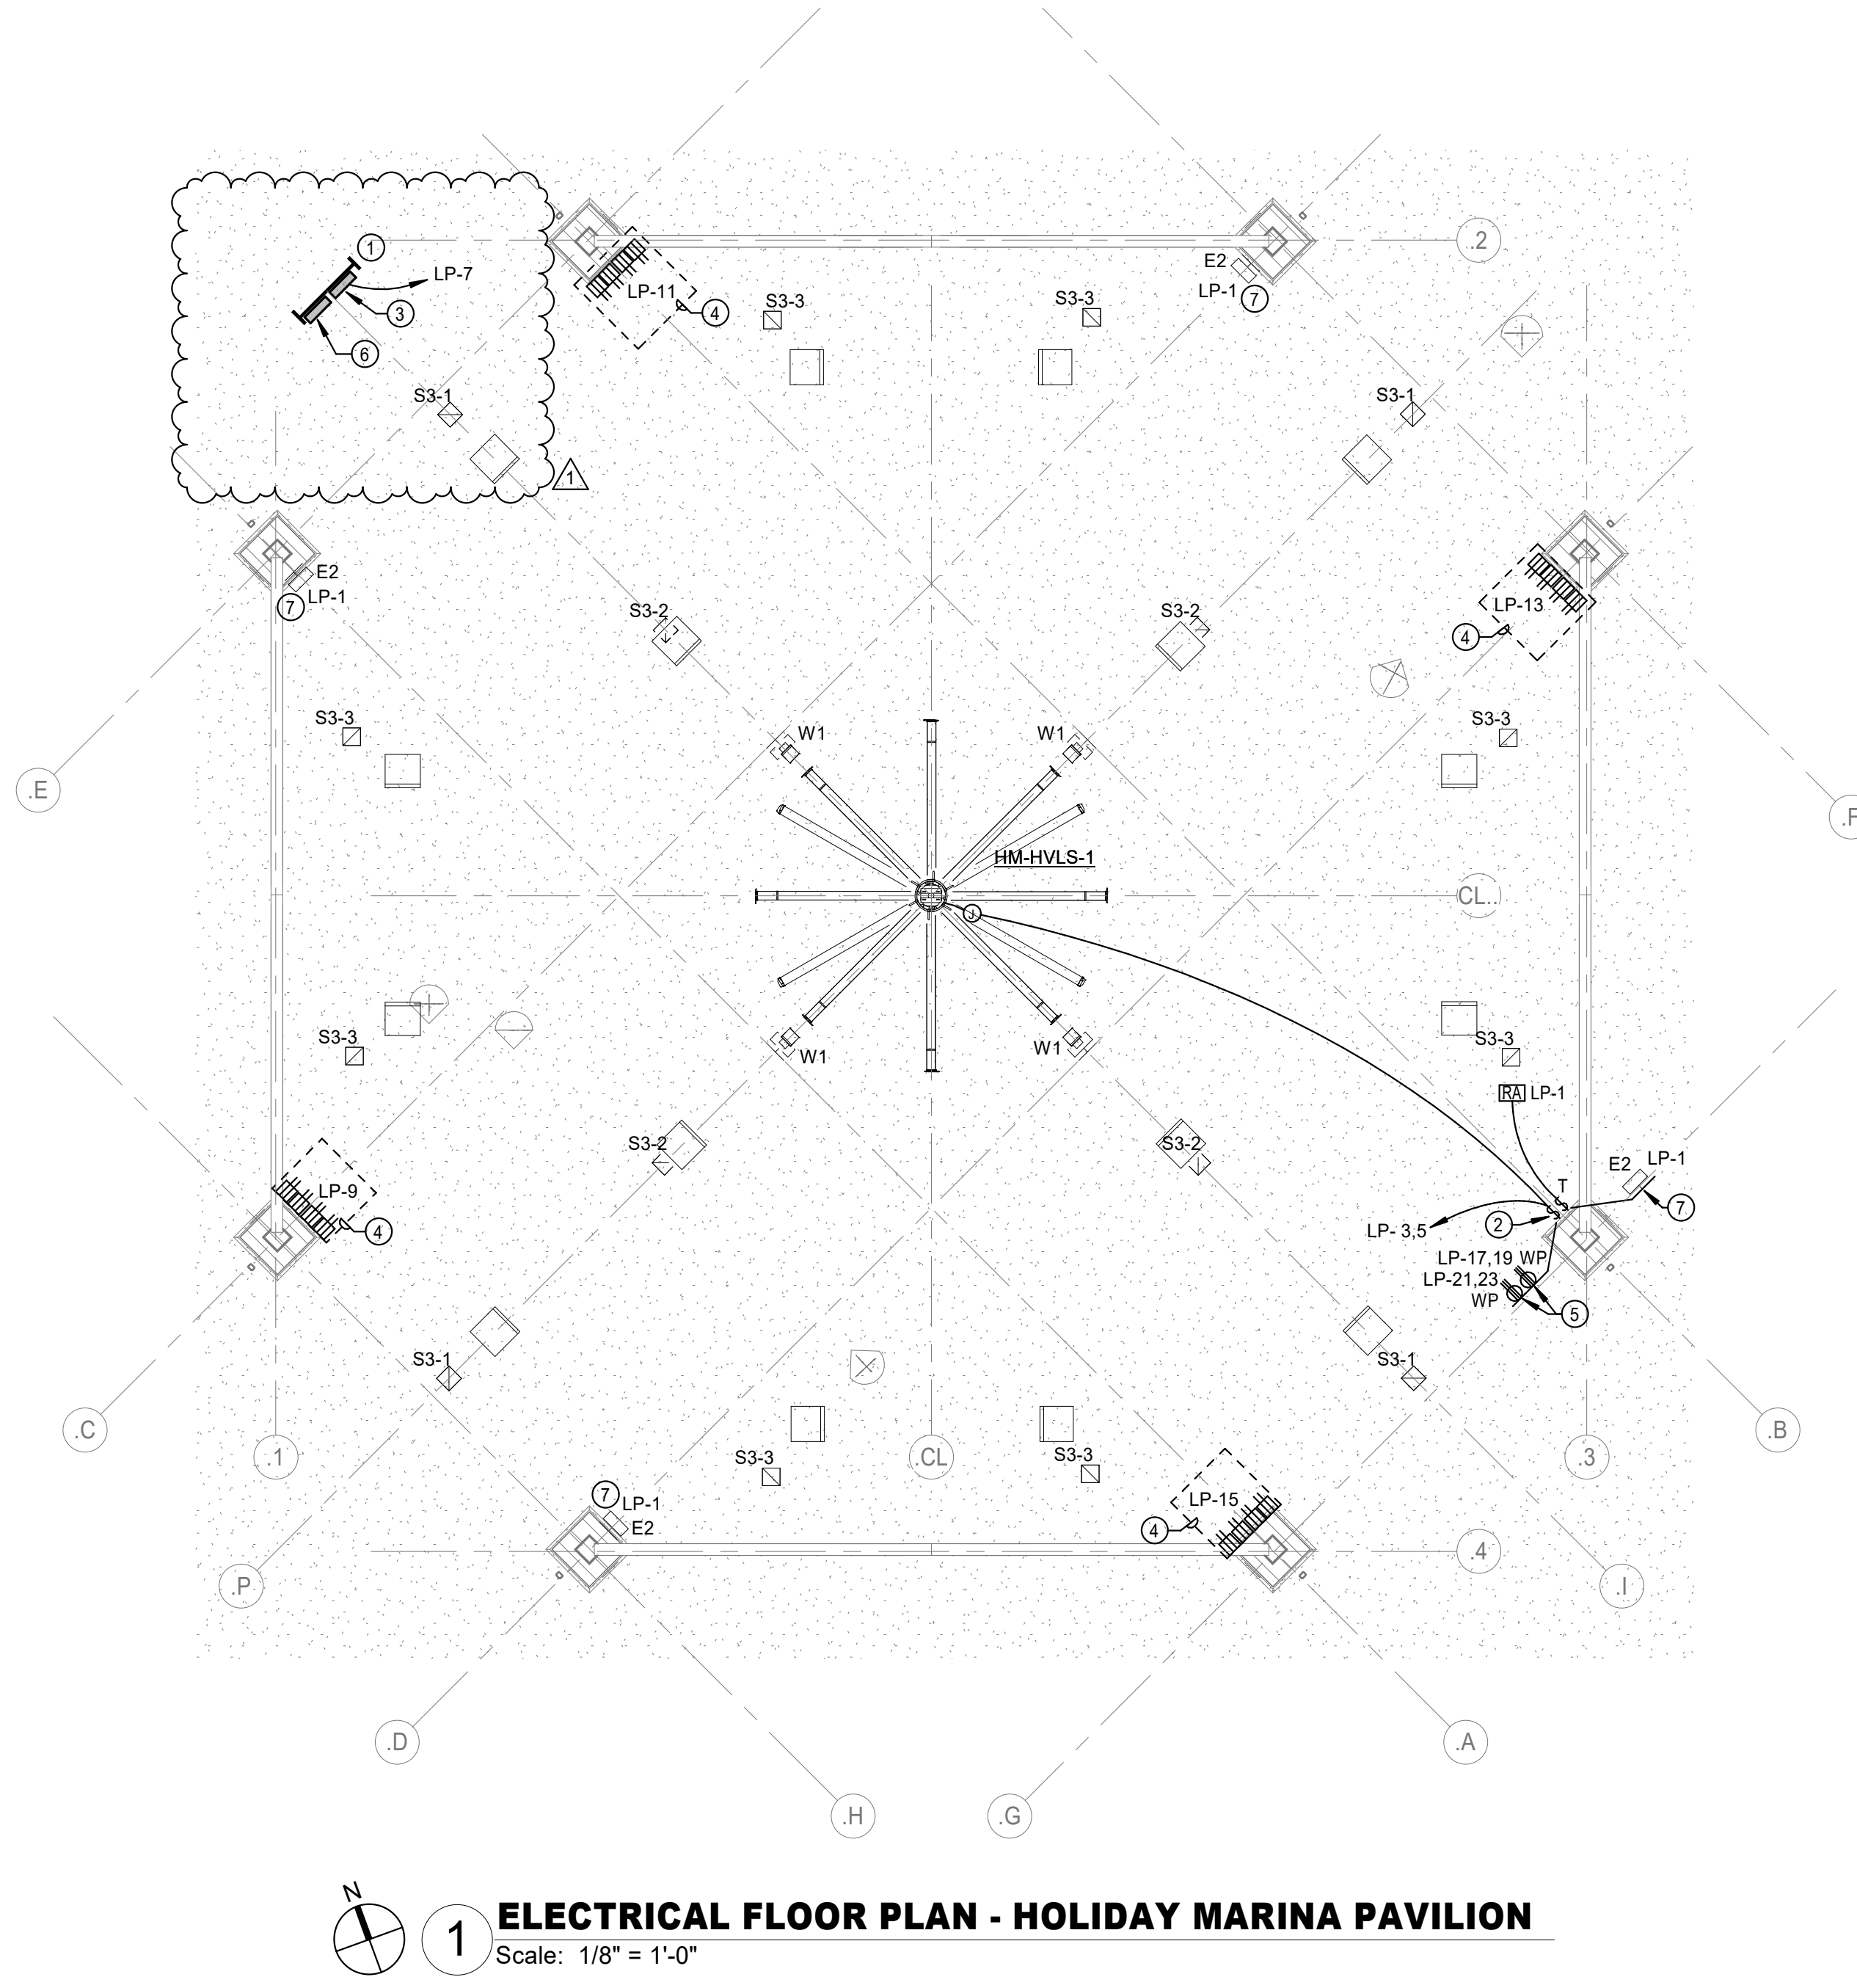 .2
1
LP-7
3
6
S3-1
1
LP-11
4
S3-3
S3-3
E2
LP-1
7
S3-1
E2
LP-1
7
S3-2
S3-2
LP-13
4
S3-3
W1
W1
S3-3
.E
.F
HM-HVLS-1
CL..
J
S3-3
W1
W1
S3-3
RA LP-1
S3-2
S3-2
E2
LP-1
T
7
LP-9
4
2
LP- 3,5
LP-17,19 WP
LP-21,23
WP
5
S3-1
S3-1
.C
.1
S3-3
.CL
S3-3
.3
.B
7
LP-1
E2
LP-15
4
.4
.P
.I
.D
.A
.H
.G
N
1
ELECTRICAL FLOOR PLAN - HOLIDAY MARINA PAVILION
Scale: 1/8" = 1'-0"